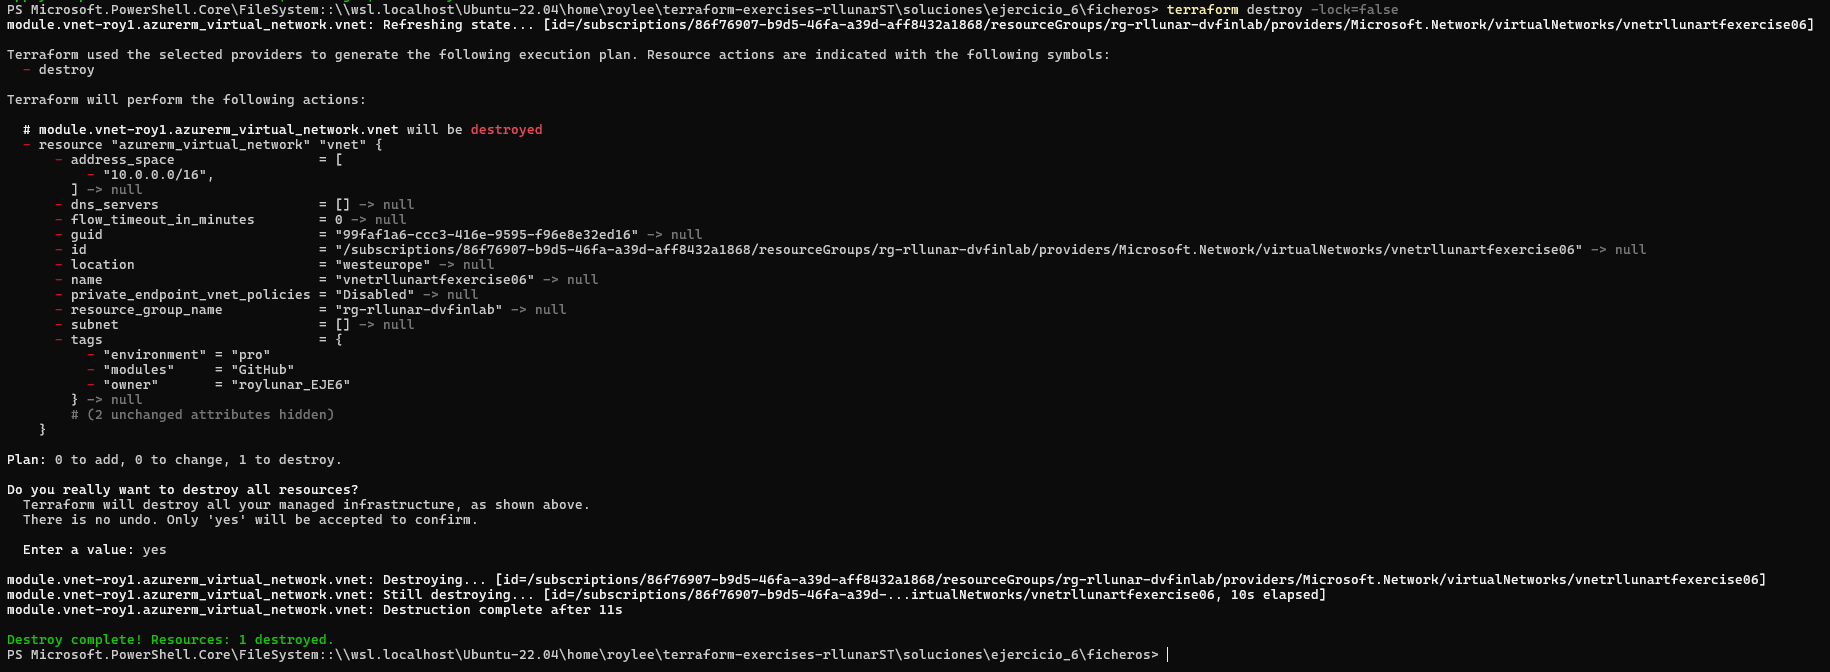 PS Microsoft.PowerShell.Core\FileSystem::\\wsl.localhost\Ubuntu-22.04\home\roylee\terraform-exercises-rllunarST\soluciones\ejercicio_6\ficheros> terraform destroy -lock=false
module.vnet-roy1.azurerm_virtual_network.vnet: Refreshing state... [id=/subscriptions/86f76907-b9d5-46fa-a39d-aff8432a1868/resourceGroups/rg-rllunar-dvfinlab/providers/Microsoft.Network/virtualNetworks/vnetrllunartfexercise06]

Terraform used the selected providers to generate the following execution plan. Resource actions are indicated with the following symbols:
  - destroy

Terraform will perform the following actions:

  # module.vnet-roy1.azurerm_virtual_network.vnet will be destroyed
  - resource "azurerm_virtual_network" "vnet" {
      - address_space                  = [
          - "10.0.0.0/16",
        ] -> null
      - dns_servers                    = [] -> null
      - flow_timeout_in_minutes        = 0 -> null
      - guid                           = "99faf1a6-ccc3-416e-9595-f96e8e32ed16" -> null
      - id                             = "/subscriptions/86f76907-b9d5-46fa-a39d-aff8432a1868/resourceGroups/rg-rllunar-dvfinlab/providers/Microsoft.Network/virtualNetworks/vnetrllunartfexercise06" -> null
      - location                       = "westeurope" -> null
      - name                           = "vnetrllunartfexercise06" -> null
      - private_endpoint_vnet_policies = "Disabled" -> null
      - resource_group_name            = "rg-rllunar-dvfinlab" -> null
      - subnet                         = [] -> null
      - tags                           = {
          - "environment" = "pro"
          - "modules"     = "GitHub"
          - "owner"       = "roylunar_EJE6"
        } -> null
        # (2 unchanged attributes hidden)
    }

Plan: 0 to add, 0 to change, 1 to destroy.

Do you really want to destroy all resources?
  Terraform will destroy all your managed infrastructure, as shown above.
  There is no undo. Only 'yes' will be accepted to confirm.

  Enter a value: yes

module.vnet-roy1.azurerm_virtual_network.vnet: Destroying... [id=/subscriptions/86f76907-b9d5-46fa-a39d-aff8432a1868/resourceGroups/rg-rllunar-dvfinlab/providers/Microsoft.Network/virtualNetworks/vnetrllunartfexercise06]
module.vnet-roy1.azurerm_virtual_network.vnet: Still destroying... [id=/subscriptions/86f76907-b9d5-46fa-a39d-...irtualNetworks/vnetrllunartfexercise06, 10s elapsed]
module.vnet-roy1.azurerm_virtual_network.vnet: Destruction complete after 11s

Destroy complete! Resources: 1 destroyed.
PS Microsoft.PowerShell.Core\FileSystem::\\wsl.localhost\Ubuntu-22.04\home\roylee\terraform-exercises-rllunarST\soluciones\ejercicio_6\ficheros>